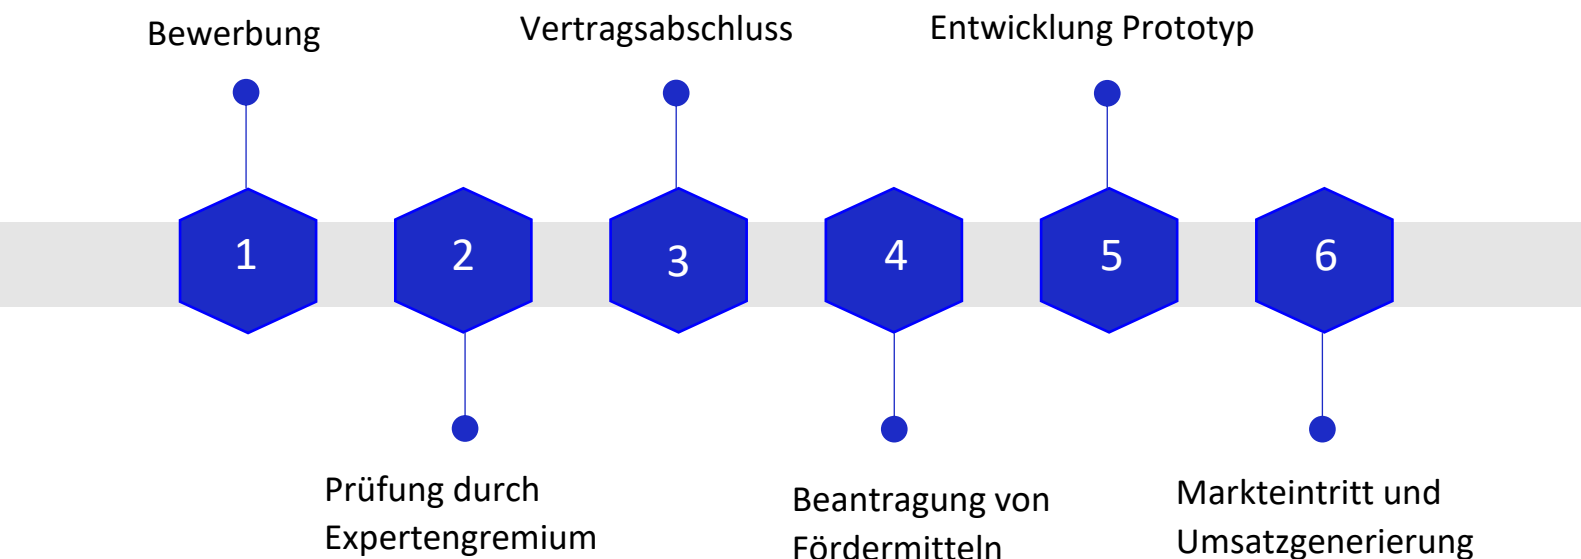 Bewerbung
Vertragsabschluss
Entwicklung Prototyp
1
2
3
4
5
6
Prüfung durch
Expertengremium
Beantragung von
Fördermitteln
Markteintritt und
Umsatzgenerierung